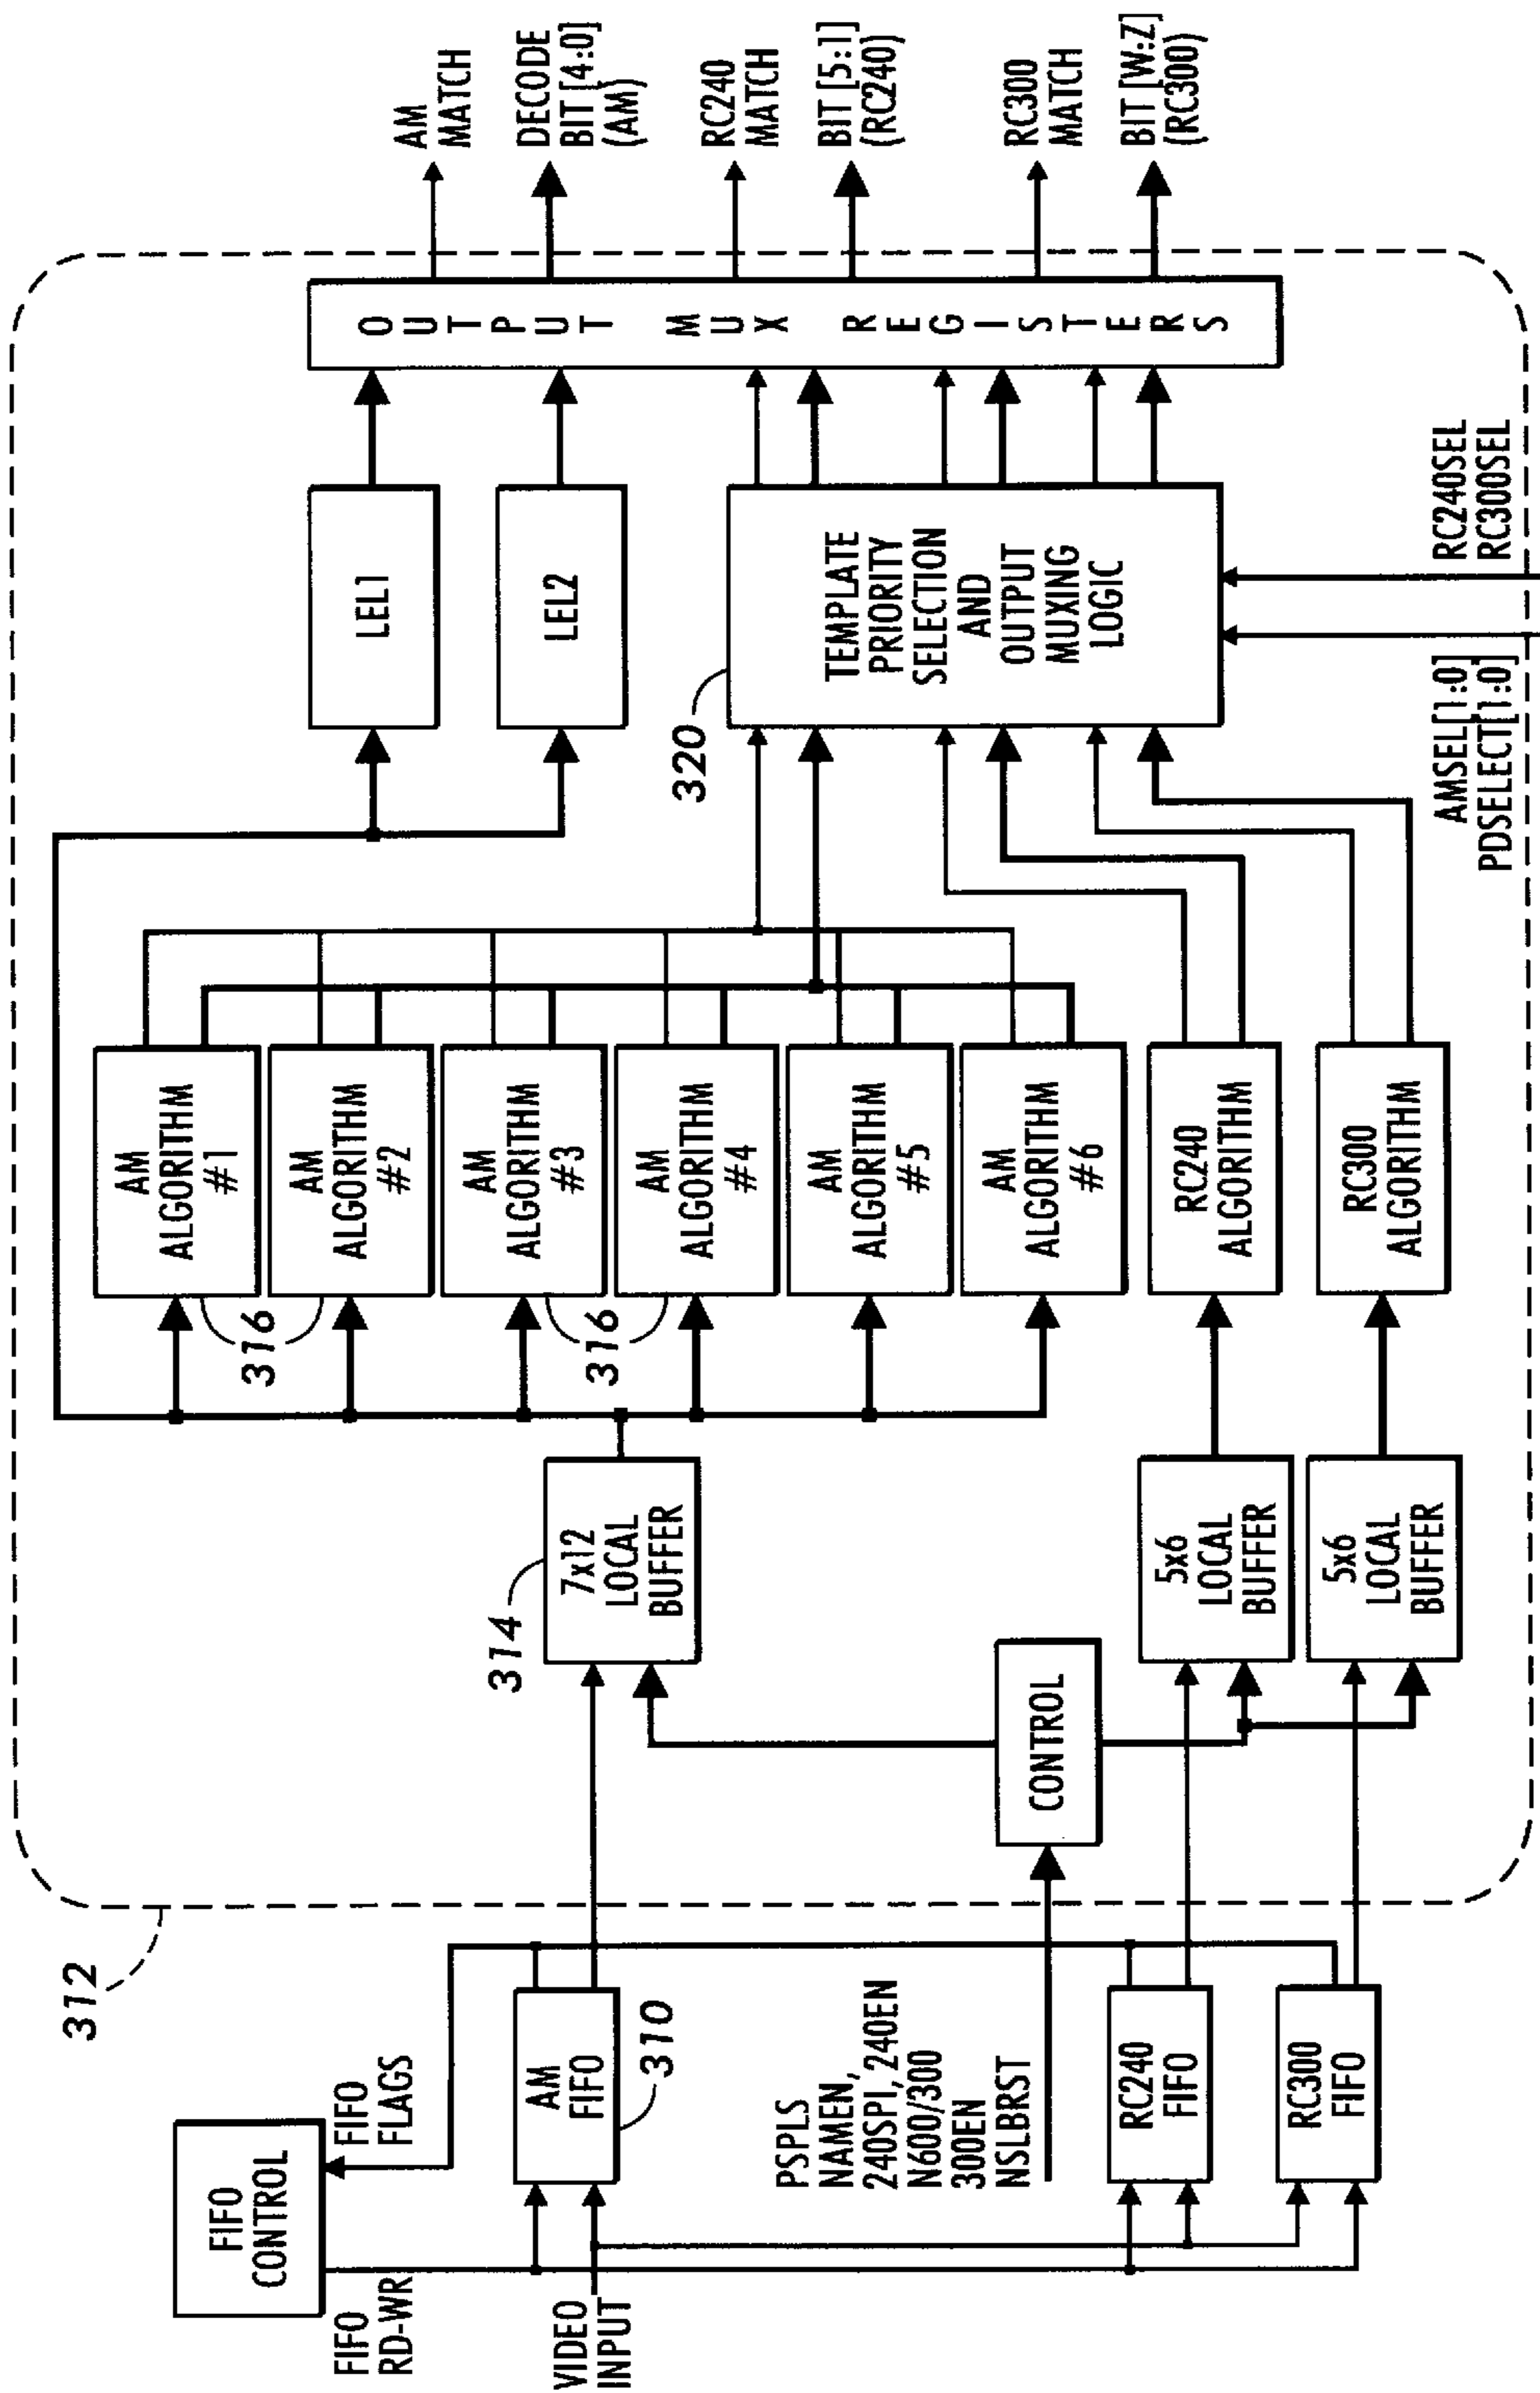 312
FIFO
CONTROL
FIFO
RD-WR
FIFO
FLAGS
VIDEO
INPUT
AM
FIFO
310
PSPLS
NAMEN,
240SPI, 240EN
N600/300
300EN
NSLBRST
RC240
FIFO
RC300
FIFO
CONTROL
314
7x12
LOCAL
BUFFER
5x6
LOCAL
BUFFER
5x6
LOCAL
BUFFER
316
316
AM
ALGORITHM
#1
AM
ALGORITHM
#2
AM
ALGORITHM
#3
AM
ALGORITHM
#4
AM
ALGORITHM
#5
AM
ALGORITHM
#6
RC240
ALGORITHM
RC300
ALGORITHM
LEL1
LEL2
320
TEMPLATE
PRIORITY
SELECTION
AND
OUTPUT
MUXING
LOGIC
AMSEL[1:0]
PDSELECT[1:0]
RC240SEL
RC300SEL
OUTPUT MUX REGISTERS
AM
MATCH
DECODE
BIT [4:0]
(AM)
RC240
MATCH
BIT [5:1]
(RC240)
RC300
MATCH
BIT [W:Z]
(RC300)